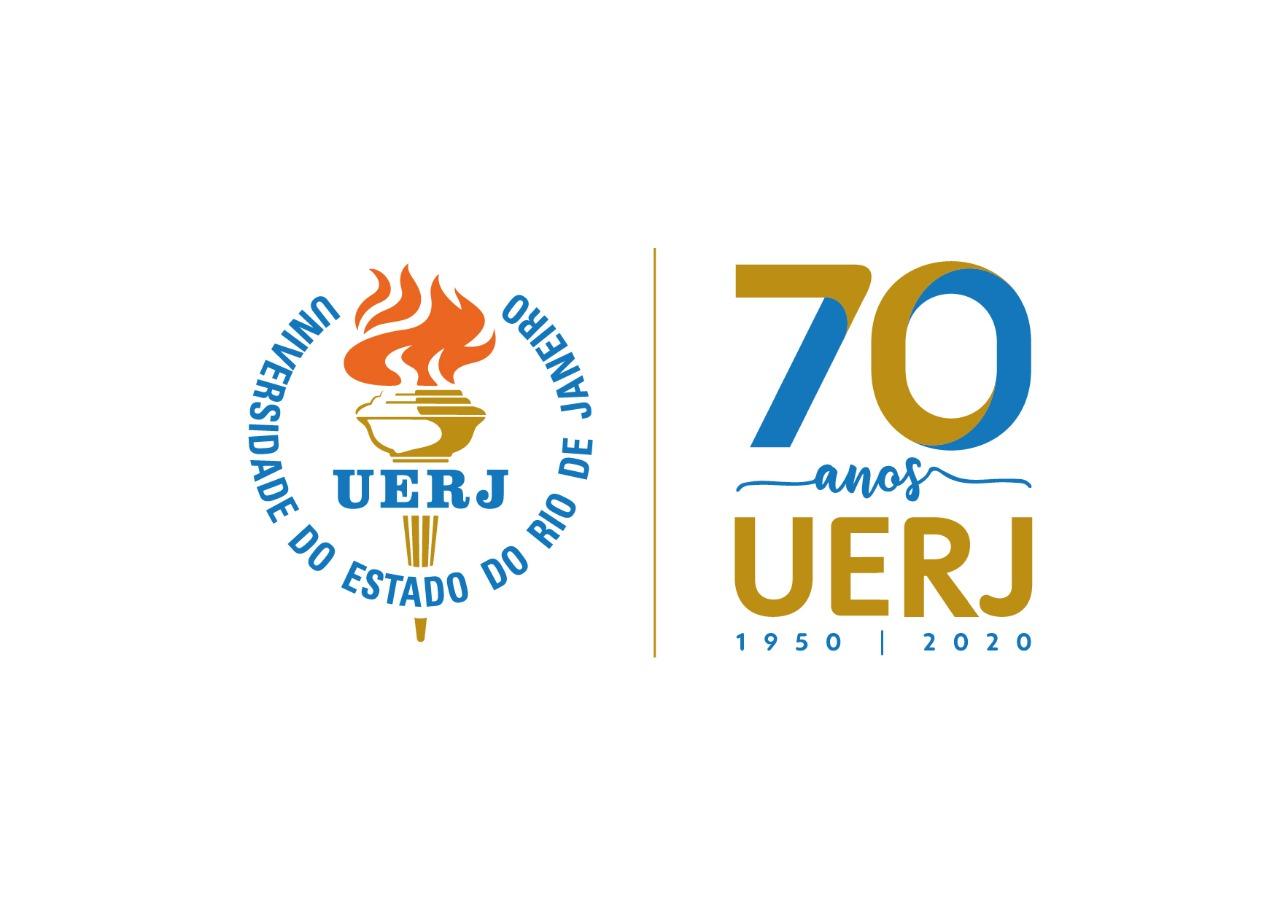 UNIVERSIDADE DO ESTADO DO RIO DE JANEIRO
UERJ
70
anos
UERJ
1950 | 2020